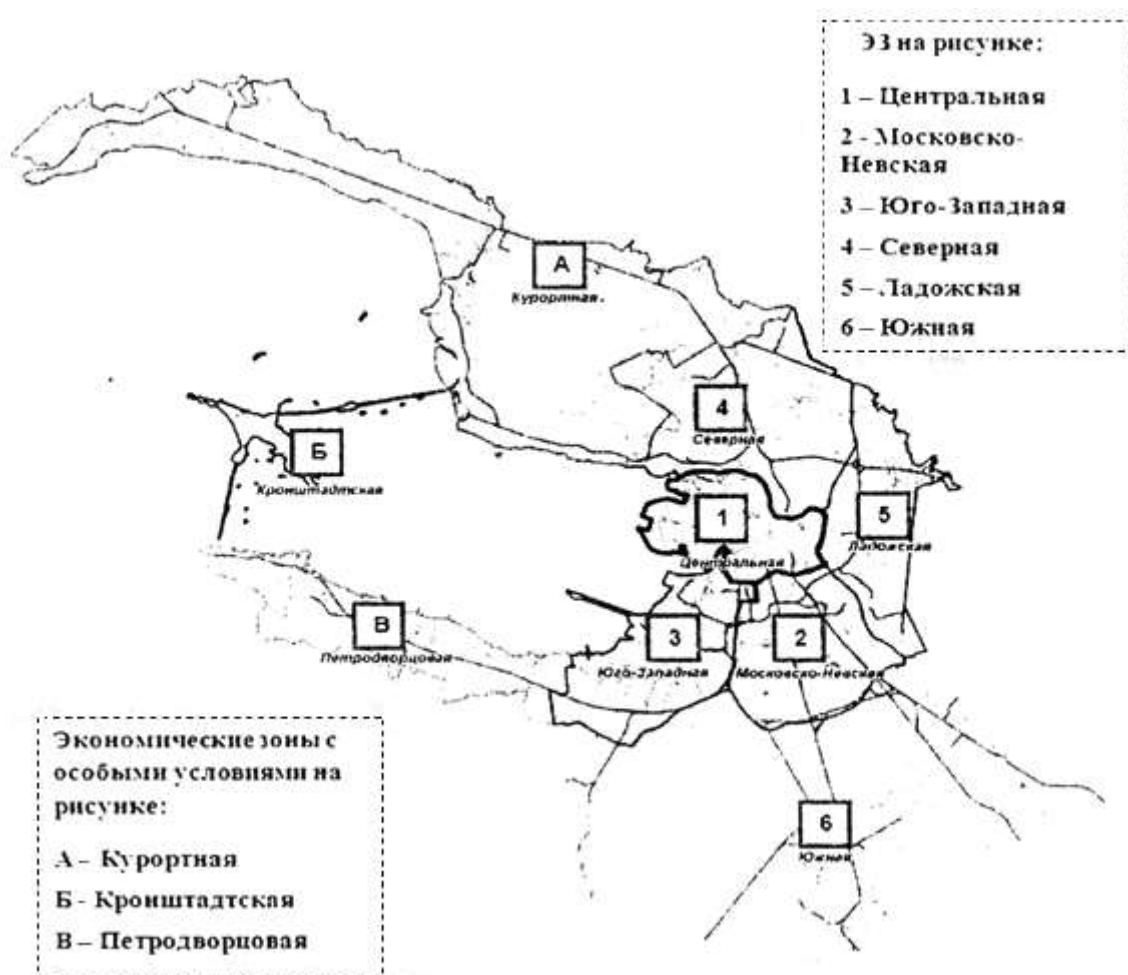 ЭЗ на рисунке:
1 – Центральная
2 - Московско-
Невская
3 – Юго-Западная
4 – Северная
5 – Ладожская
6 – Южная
А
Курортная
4
Северная
Б
Кронштадтская
1
Центральная
5
Ладожская
В
Петродворцовая
3
Юго-Западная
2
Московско-Невская
6
Южная
Экономические зоны с
особыми условиями на
рисунке:
А – Курортная
Б - Кронштадтская
В – Петродворцовая